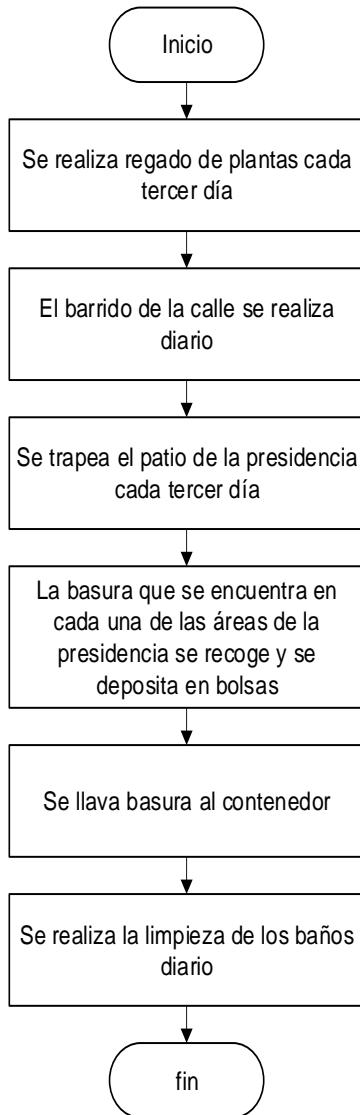 Inicio
Se realiza regado de plantas cada
tercer día
El barrido de la calle se realiza
diario
Se trapea el patio de la presidencia
cada tercer día
La basura que se encuentra en
cada una de las áreas de la
presidencia se recoge y se
deposita en bolsas
Se llava basura al contenedor
Se realiza la limpieza de los baños
diario
fin